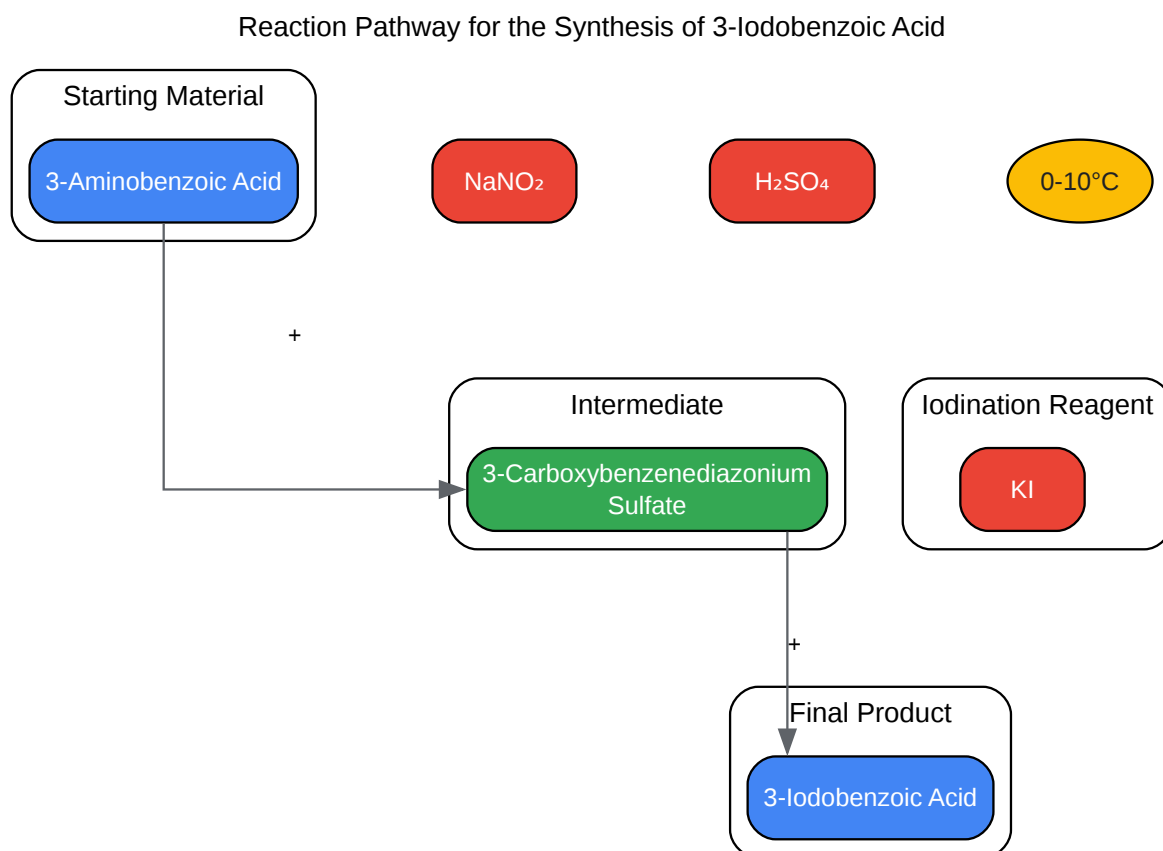 Reaction Pathway for the Synthesis of 3-Iodobenzoic Acid
Starting Material
3-Aminobenzoic Acid
NaNO₂
H₂SO₄
0-10°C
+
Intermediate
Iodination Reagent
3-Carboxybenzenediazonium
Sulfate
KI
+
Final Product
3-Iodobenzoic Acid